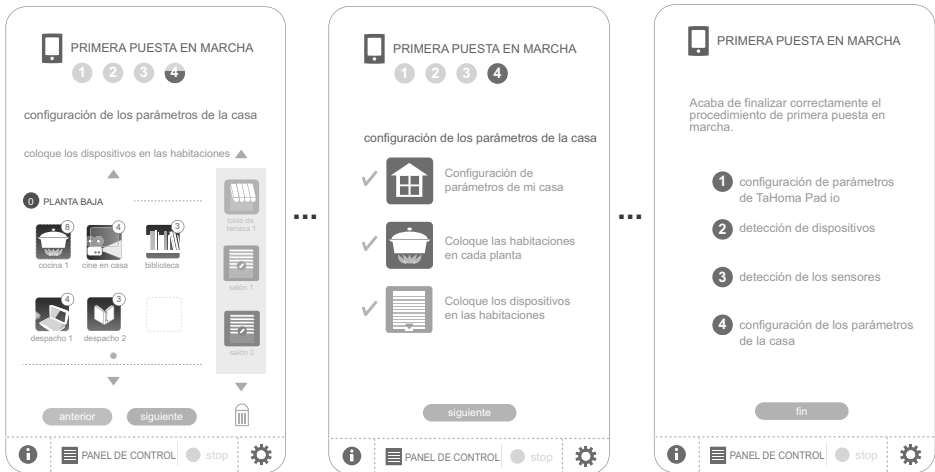 PRIMERA PUESTA EN MARCHA
1 2 3 4
configuración de los parámetros de la casa
coloque los dispositivos en las habitaciones
0 PLANTA BAJA
8
4
3
cocina 1
cine en casa
biblioteca
4
3
despacho 1
despacho 2
toldo de
terraza 1
salón 1
salón 2
anterior
siguiente
PANEL DE CONTROL
stop
...
PRIMERA PUESTA EN MARCHA
1 2 3 4
configuración de los parámetros de la casa
Configuración de
parámetros de mi casa
Coloque las habitaciones
en cada planta
Coloque los dispositivos
en las habitaciones
siguiente
PANEL DE CONTROL
stop
...
PRIMERA PUESTA EN MARCHA
Acaba de finalizar correctamente el
procedimiento de primera puesta en
marcha.
1 configuración de parámetros
de TaHoma Pad io
2 detección de dispositivos
3 detección de los sensores
4 configuración de los parámetros
de la casa
fin
PANEL DE CONTROL
stop